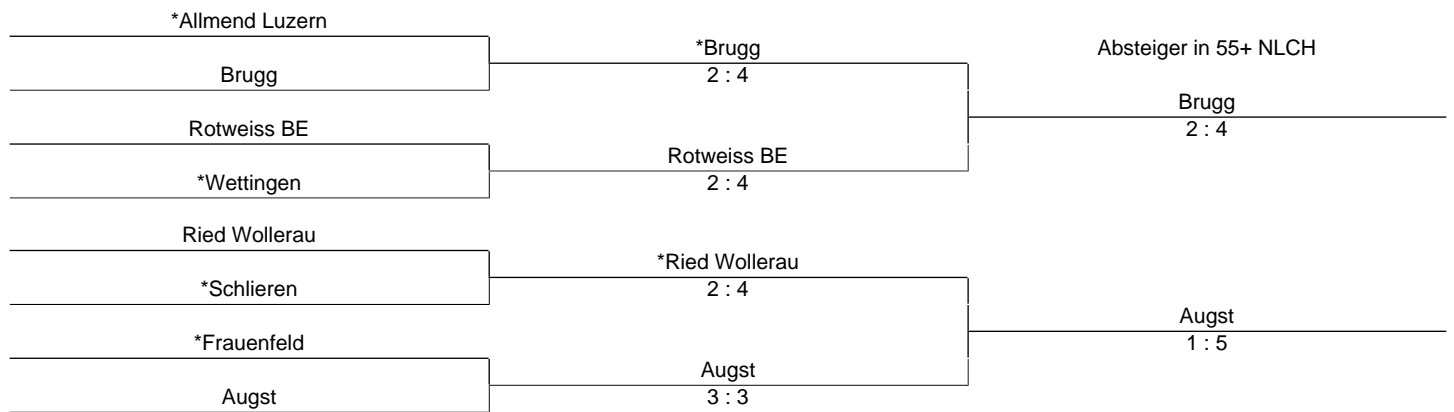 *Allmend Luzern
Brugg
Rotweiss BE
*Wettingen
Ried Wollerau
*Schlieren
*Frauenfeld
Augst
*Brugg
2 : 4
Rotweiss BE
2 : 4
*Ried Wollerau
2 : 4
Augst
3 : 3
Absteiger in 55+ NLCH
Brugg
2 : 4
Augst
1 : 5